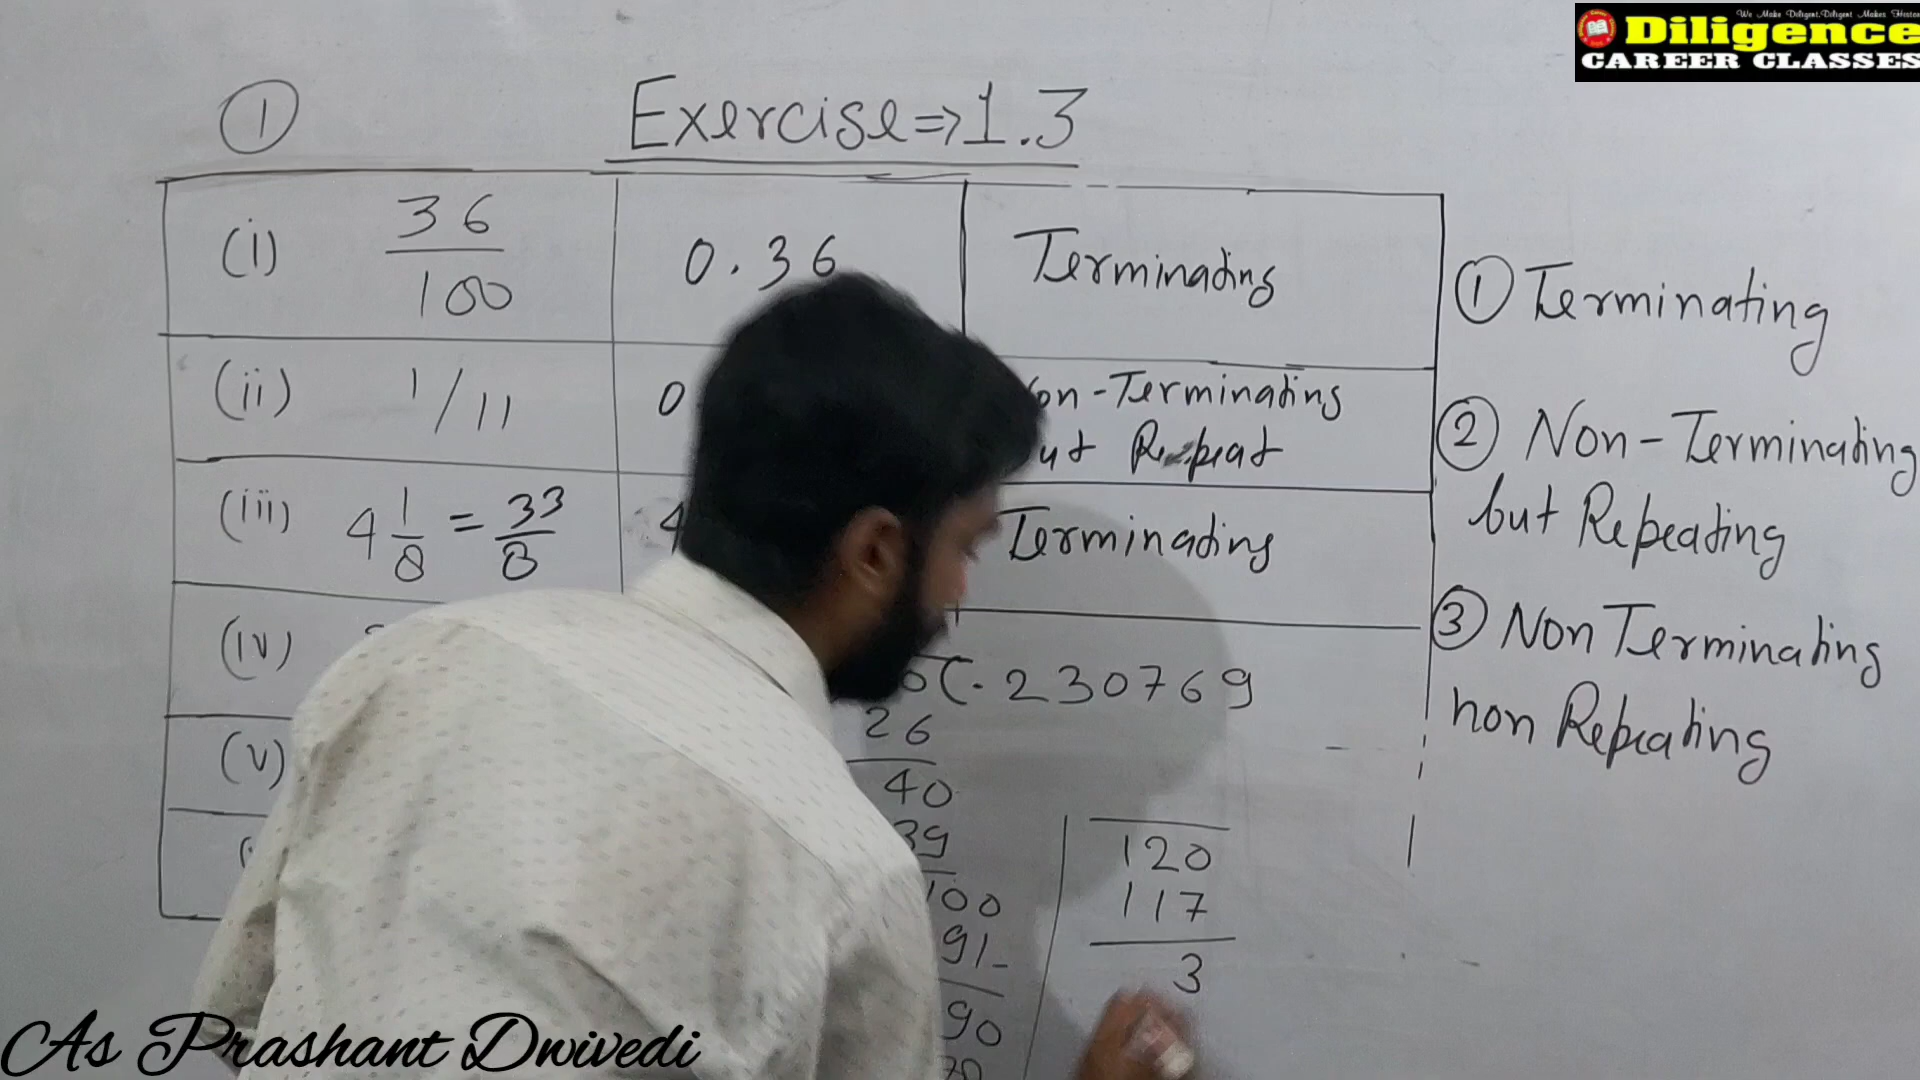 We Make Diligent, Diligent Makes
Diligence
CAREER CLASSES
① Exercise ⇒ 1.3
(i) 36/100 0.36 Terminating
(ii) 1/11 0 on-Terminating
ut Repeat
(iii) 4 1/8 = 33/8 4 Terminating
(iv)
(v)
0(.230769
26
40
39
100
91-
90
120
117
3
① Terminating
② Non-Terminating
but Repeating
③ Non Terminating
non Repeating
As Prashant Dwivedi